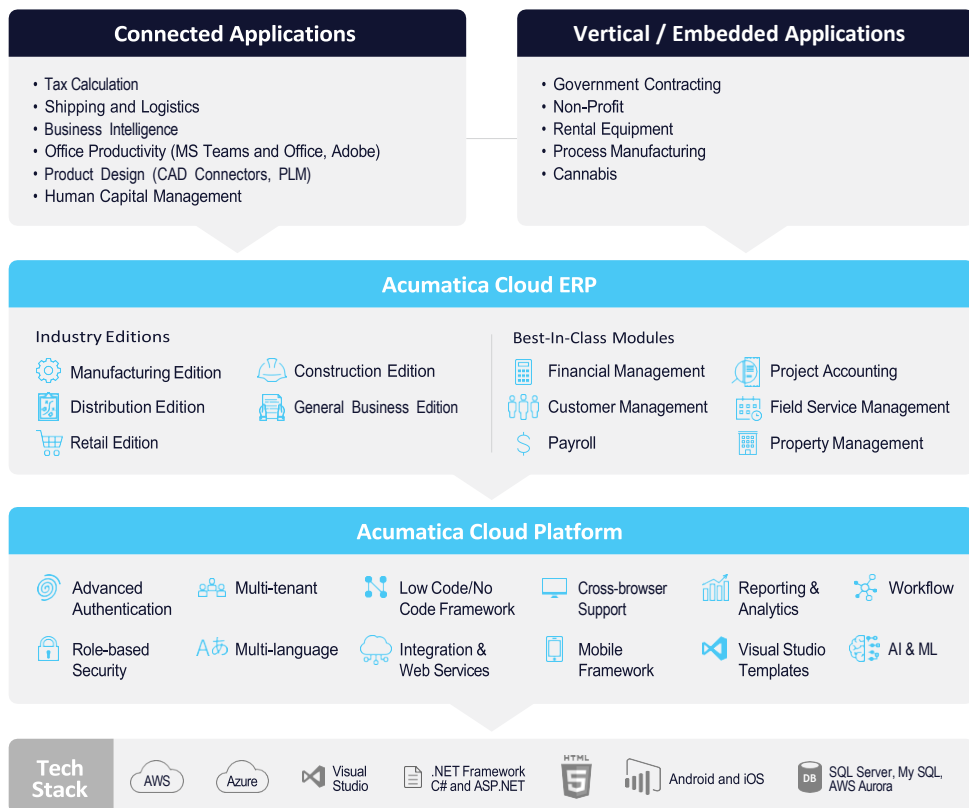 Connected Applications
• Tax Calculation
• Shipping and Logistics
• Business Intelligence
• Office Productivity (MS Teams and Office, Adobe)
• Product Design (CAD Connectors, PLM)
• Human Capital Management
Vertical / Embedded Applications
• Government Contracting
• Non-Profit
• Rental Equipment
• Process Manufacturing
• Cannabis
Acumatica Cloud ERP
Industry Editions
Manufacturing Edition
Distribution Edition
Retail Edition
Construction Edition
General Business Edition
Best-In-Class Modules
Financial Management
Customer Management
$ Payroll
Project Accounting
Field Service Management
Property Management
Acumatica Cloud Platform
Advanced
Authentication
Multi-tenant
Low Code/No
Code Framework
Cross-browser
Support
Reporting &
Analytics
Workflow
Role-based
Security
Aあ Multi-language
Integration &
Web Services
Mobile
Framework
Visual Studio
Templates
AI & ML
Tech
Stack
AWS
Azure
Visual
Studio
.NET Framework
C# and ASP.NET
HTML
5
Android and iOS
DB
SQL Server, My SQL,
AWS Aurora